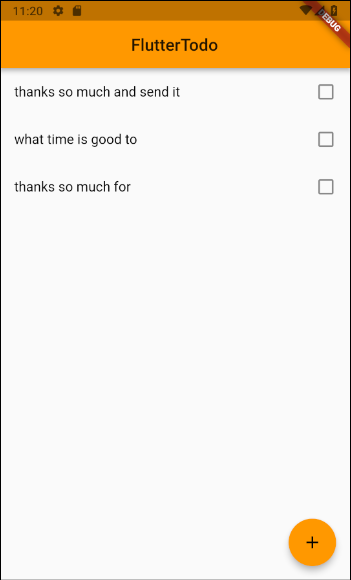 11:20
DEBUG
FlutterTodo
thanks so much and send it
what time is good to
thanks so much for